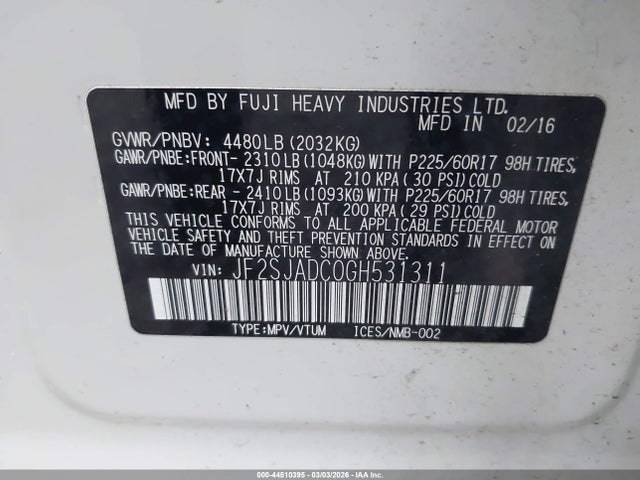 MFD BY FUJI HEAVY INDUSTRIES LTD.
MFD IN 02/16
GVWR/PNBV: 4480LB (2032KG)
GAWR/PNBE:FRONT- 2310LB (1048KG) WITH P225/60R17 98H TIRES,
17X7J RIMS AT 210 KPA (30 PSI) COLD
GAWR/PNBE:REAR - 2410LB (1093KG) WITH P225/60R17 98H TIRES,
17X7J RIMS AT 200 KPA (29 PSI) COLD
THIS VEHICLE CONFORMS TO ALL APPLICABLE FEDERAL MOTOR
VEHICLE SAFETY AND THEFT PREVENTION STANDARDS IN EFFECT
ON THE DATE OF MANUFACTURE SHOWN ABOVE.
VIN: JF2SJADC0GH531311
TYPE:MPV/VTUM ICES/NMB-002
000-44510395 - 03/03/2026 - IAA Inc.